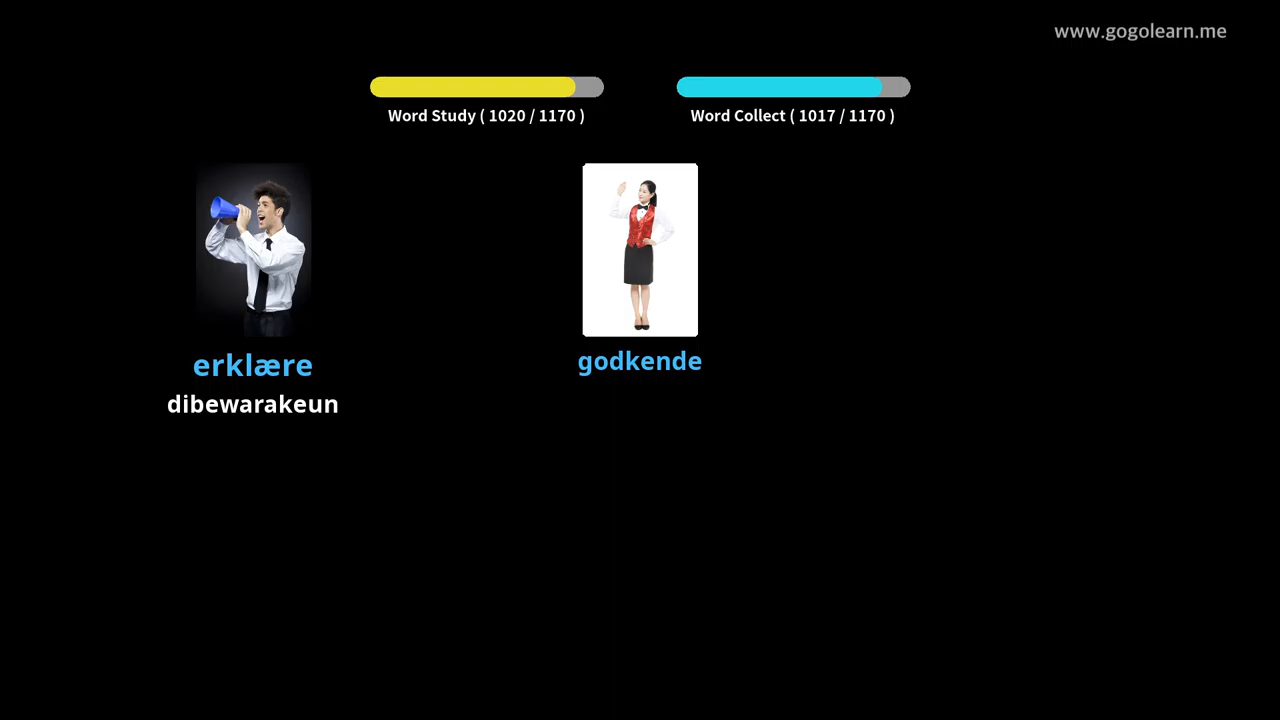 www.gogolearn.me
Word Study ( 1020 / 1170 )
Word Collect ( 1017 / 1170 )
erklære
dibewarakeun
godkende